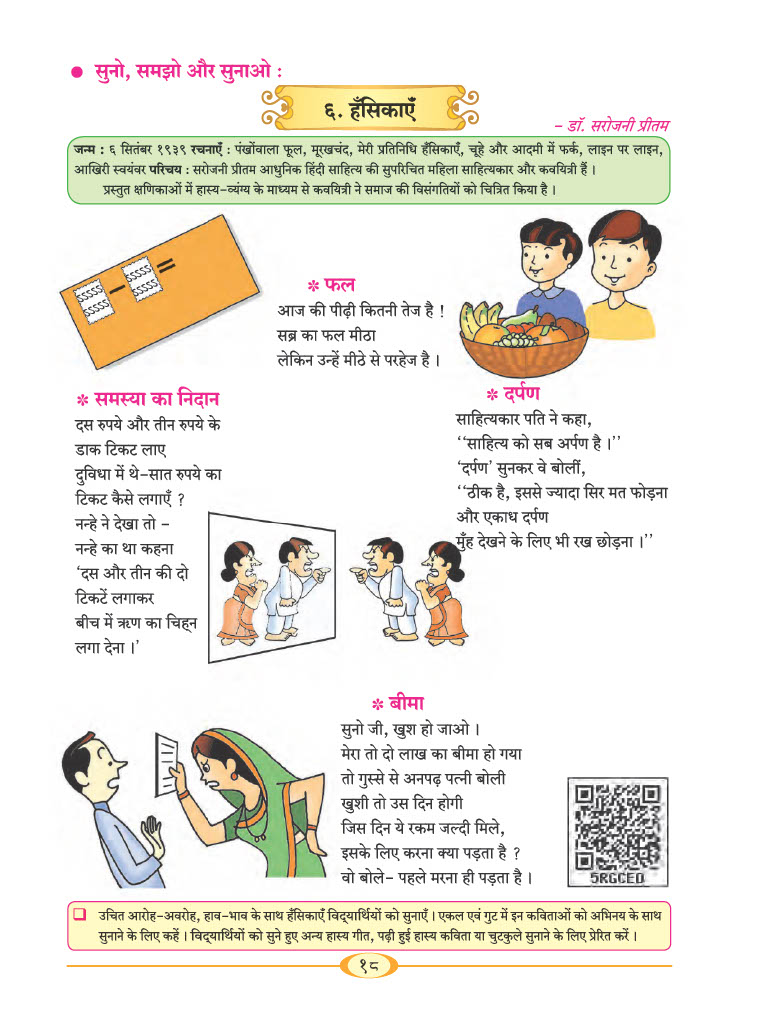 ● सुनो, समझो और सुनाओ :
६. हँसिकाएँ
– डॉ. सरोजनी प्रीतम
जन्म : ६ सितंबर १९३९ रचनाएँ : पंखोंवाला फूल, मूरखचंद, मेरी प्रतिनिधि हँसिकाएँ, चूहे और आदमी में फर्क, लाइन पर लाइन,
आखिरी स्वयंवर परिचय : सरोजनी प्रीतम आधुनिक हिंदी साहित्य की सुपरिचित महिला साहित्यकार और कवयित्री हैं ।
प्रस्तुत क्षणिकाओं में हास्य-व्यंग्य के माध्यम से कवयित्री ने समाज की विसंगतियों को चित्रित किया है ।
* फल
आज की पीढ़ी कितनी तेज है !
सब्र का फल मीठा
लेकिन उन्हें मीठे से परहेज है ।
* समस्या का निदान
दस रुपये और तीन रुपये के
डाक टिकट लाए
दुविधा में थे-सात रुपये का
टिकट कैसे लगाएँ ?
नन्हे ने देखा तो -
नन्हे का था कहना
‘दस और तीन की दो
टिकटें लगाकर
बीच में ऋण का चिह्न
लगा देना ।’
* दर्पण
साहित्यकार पति ने कहा,
‘‘साहित्य को सब अर्पण है ।’’
‘दर्पण’ सुनकर वे बोलीं,
‘‘ठीक है, इससे ज्यादा सिर मत फोड़ना
और एकाध दर्पण
मुँह देखने के लिए भी रख छोड़ना ।’’
* बीमा
सुनो जी, खुश हो जाओ ।
मेरा तो दो लाख का बीमा हो गया
तो गुस्से से अनपढ़ पत्नी बोली
खुशी तो उस दिन होगी
जिस दिन ये रकम जल्दी मिले,
इसके लिए करना क्या पड़ता है ?
वो बोले- पहले मरना ही पड़ता है ।
5RGCED
❑ उचित आरोह-अवरोह, हाव-भाव के साथ हँसिकाएँ विद्यार्थियों को सुनाएँ । एकल एवं गुट में इन कविताओं को अभिनय के साथ
सुनाने के लिए कहें । विद्यार्थियों को सुने हुए अन्य हास्य गीत, पढ़ी हुई हास्य कविता या चुटकुले सुनाने के लिए प्रेरित करें ।
१८